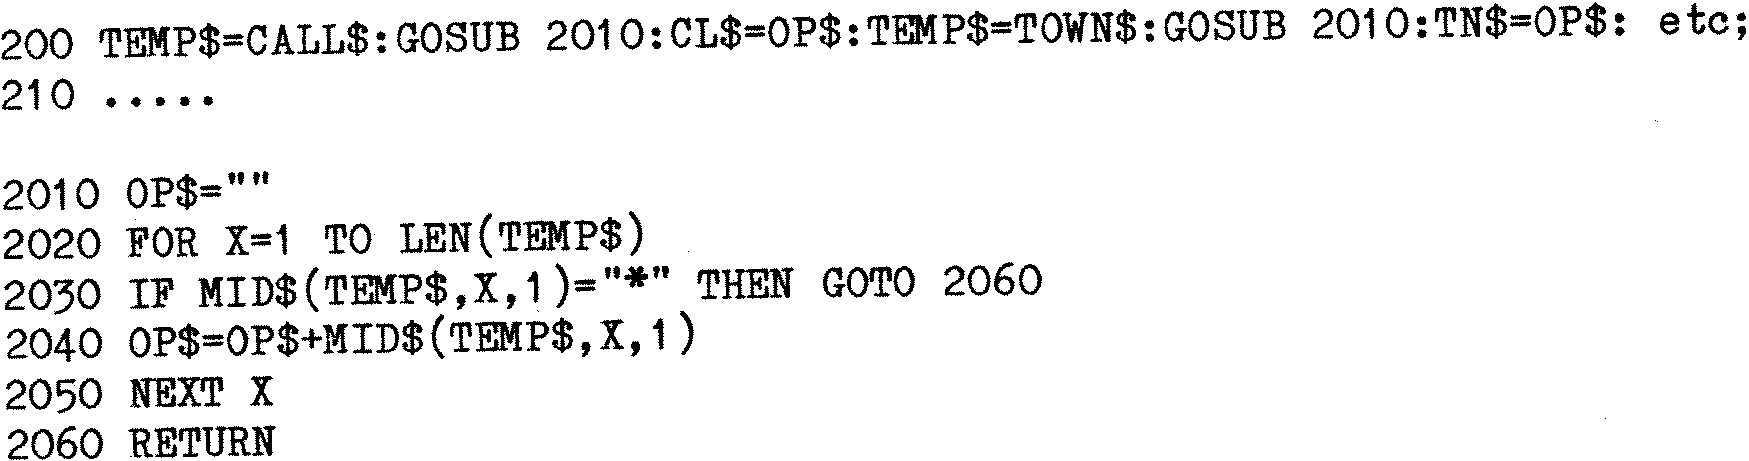 200 TEMP$=CALL$:GOSUB 2010:CL$=OP$:TEMP$=TOWN$:GOSUB 2010:TN$=OP$: etc;
210 .....
2010 OP$=""
2020 FOR X=1 TO LEN(TEMP$)
2030 IF MID$(TEMP$,X,1)="*" THEN GOTO 2060
2040 OP$=OP$+MID$(TEMP$,X,1)
2050 NEXT X
2060 RETURN